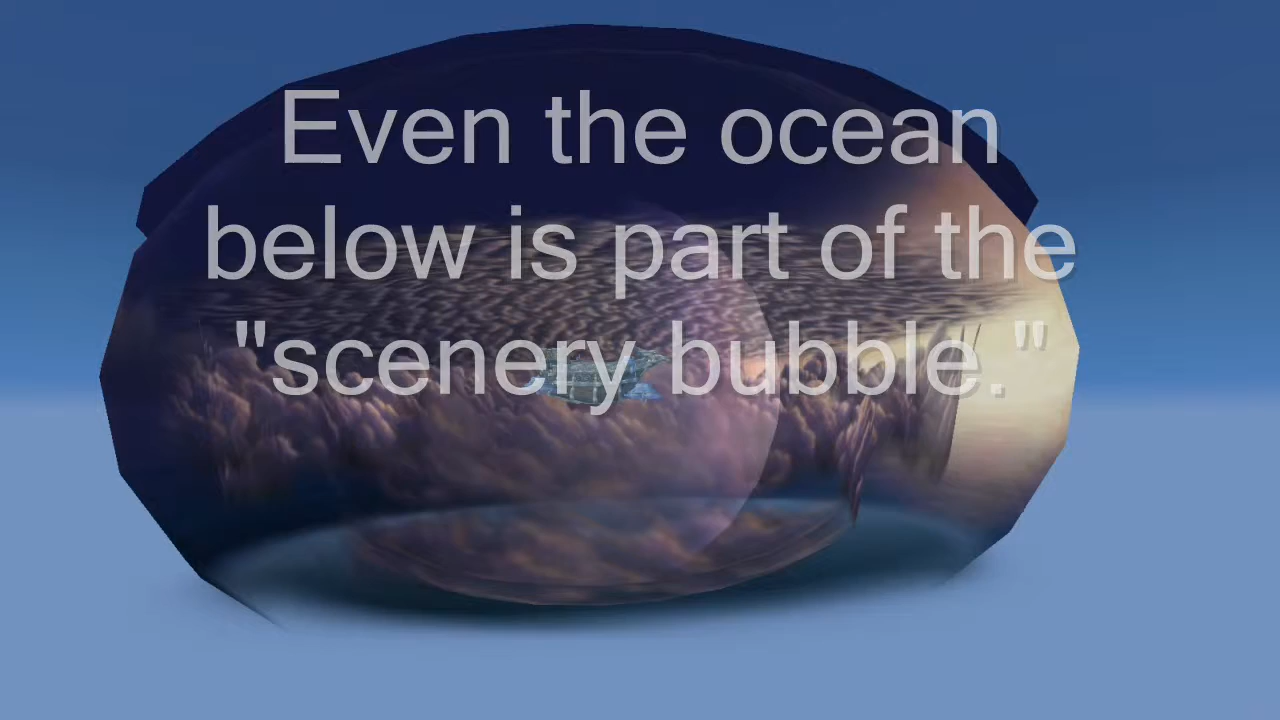 Even the ocean
below is part of the
"scenery bubble."